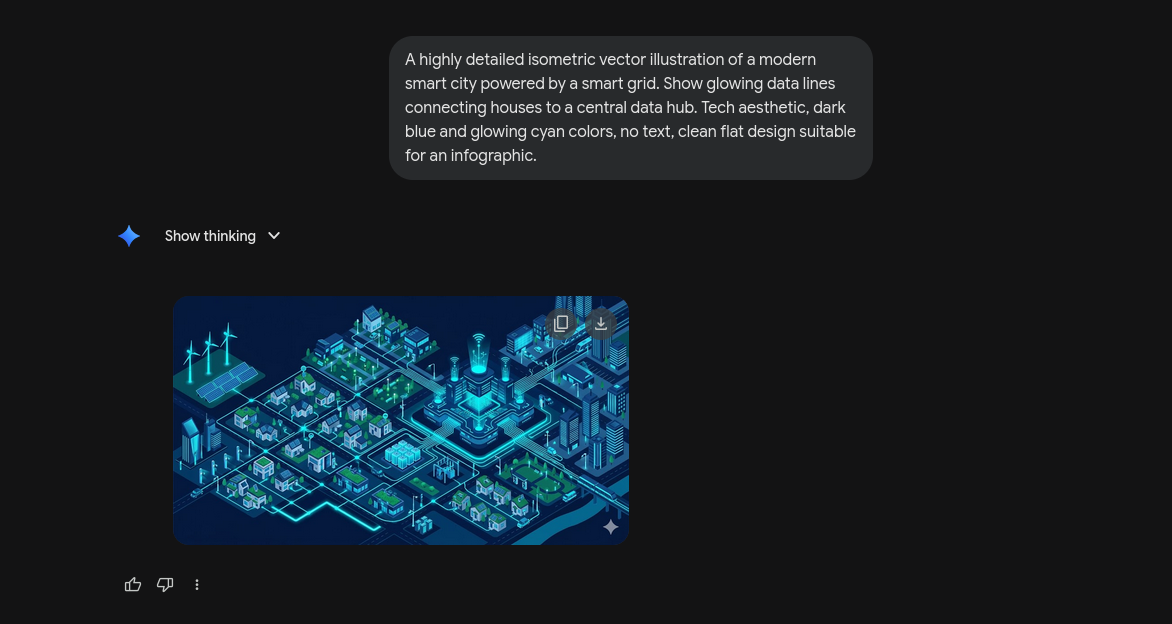 A highly detailed isometric vector illustration of a modern
smart city powered by a smart grid. Show glowing data lines
connecting houses to a central data hub. Tech aesthetic, dark
blue and glowing cyan colors, no text, clean flat design suitable
for an infographic.
Show thinking